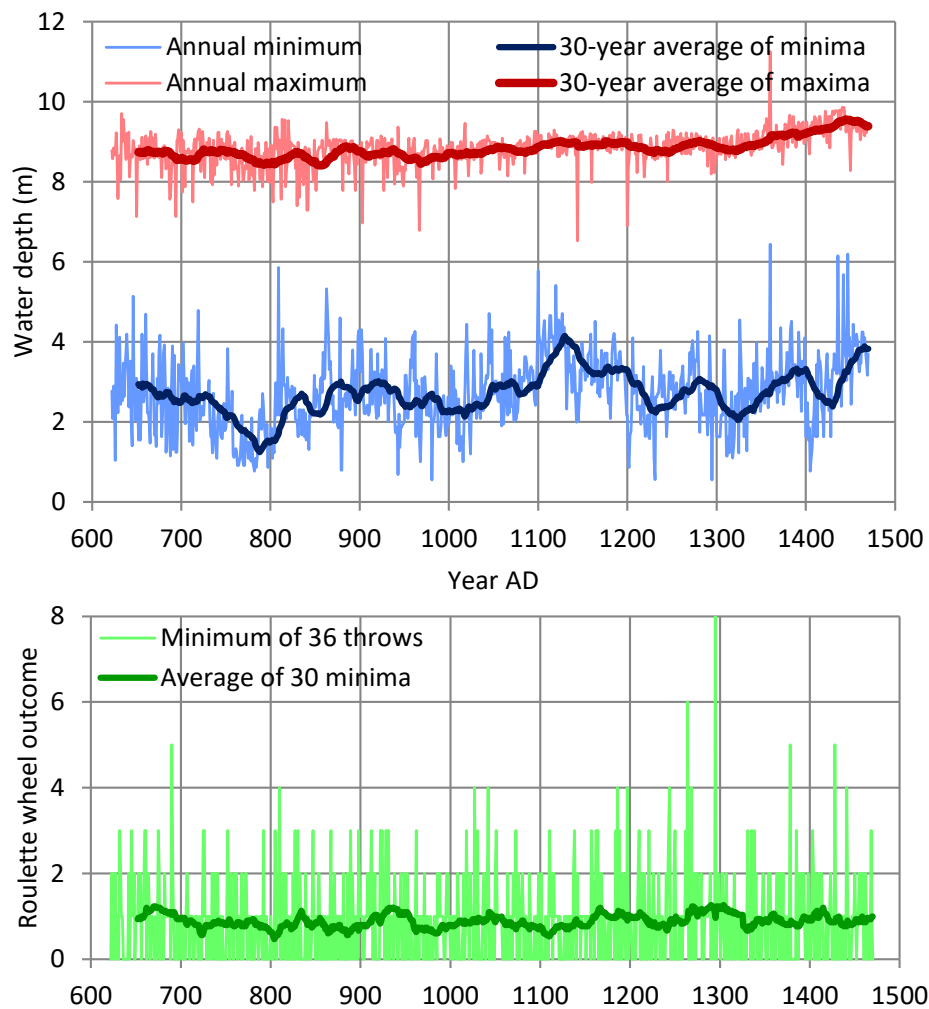 12
Annual minimum
30-year average of minima
Annual maximum
30-year average of maxima
10
8
6
4
2
0
Water depth (m)
600 700 800 900 1000 1100 1200 1300 1400 1500
Year AD
8
Minimum of 36 throws
Average of 30 minima
6
4
2
0
Roulette wheel outcome
600 700 800 900 1000 1100 1200 1300 1400 1500